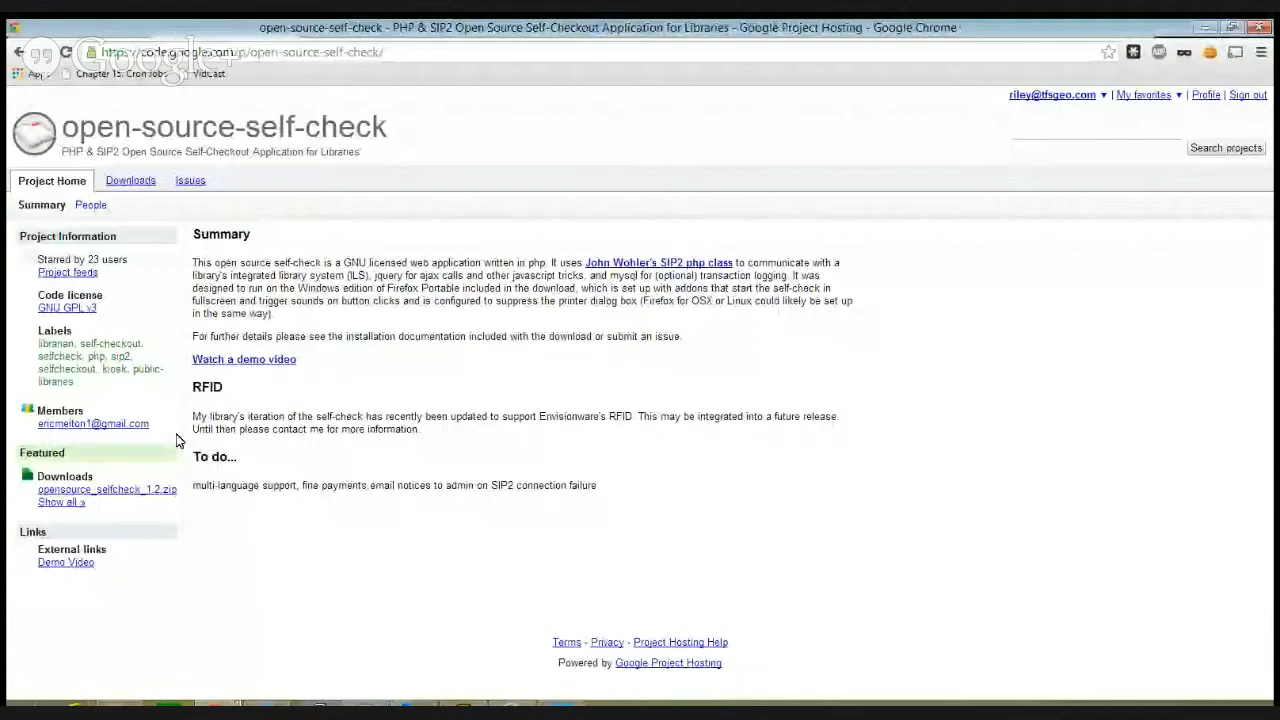 open-source-self-check - PHP & SIP2 Open Source Self-Checkout Application for Libraries - Google Project Hosting - Google Chrome
https://code.google.com/p/open-source-self-check/
Google+
Apps Chapter 15. Cron Jobs Vidcast
riley@tfsgeo.com ▼ | My favorites ▼ | Profile | Sign out
open-source-self-check
PHP & SIP2 Open Source Self-Checkout Application for Libraries
Search projects
Project Home Downloads Issues
Summary People
Project Information
Starred by 23 users
Project feeds
Code license
GNU GPL v3
Labels
librarian, self-checkout,
selfcheck, php, sip2,
selfcheckout, kiosk, public-
libraries
Members
ericmelton1@gmail.com
Featured
Downloads
opensource_selfcheck_1.2.zip
Show all »
Links
External links
Demo Video
Summary
This open source self-check is a GNU licensed web application written in php. It uses John Wohler's SIP2 php class to communicate with a
library's integrated library system (ILS), jquery for ajax calls and other javascript tricks, and mysql for (optional) transaction logging. It was
designed to run on the Windows edition of Firefox Portable included in the download, which is set up with addons that start the self-check in
fullscreen and trigger sounds on button clicks and is configured to suppress the printer dialog box (Firefox for OSX or Linux could likely be set up
in the same way).
For further details please see the installation documentation included with the download or submit an issue.
Watch a demo video
RFID
My library's iteration of the self-check has recently been updated to support Envisionware's RFID. This may be integrated into a future release.
Until then please contact me for more information.
To do...
multi-language support, fine payments,email notices to admin on SIP2 connection failure
Terms - Privacy - Project Hosting Help
Powered by Google Project Hosting